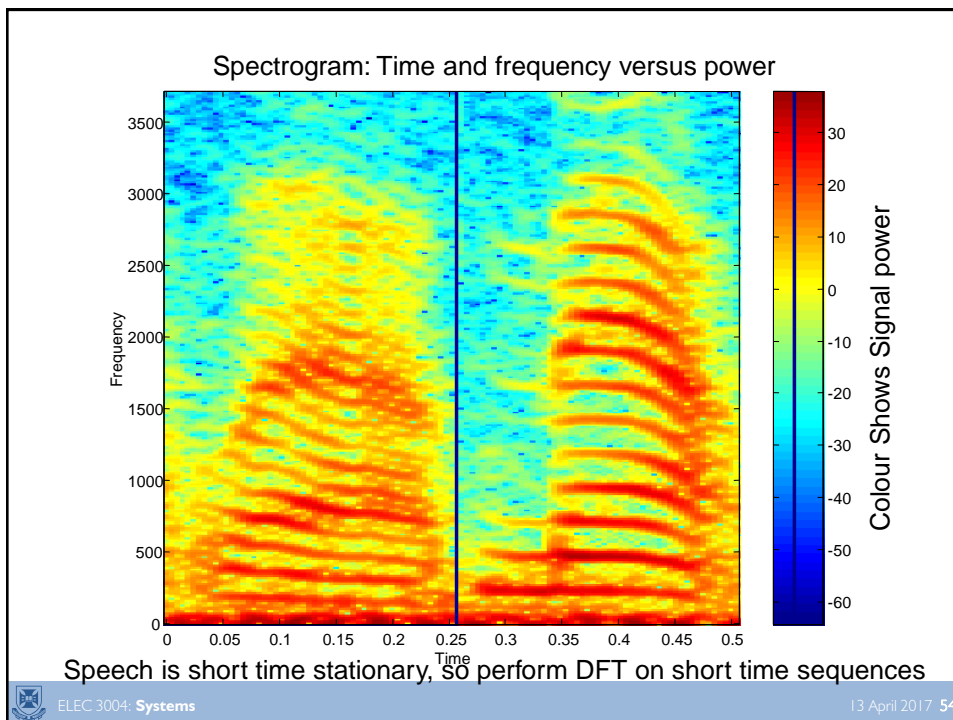 Spectrogram: Time and frequency versus power
3500
3000
2500
2000
1500
1000
500
0
Frequency
0 0.05 0.1 0.15 0.2 0.25 0.3 0.35 0.4 0.45 0.5
Time
30
20
10
0
-10
-20
-30
-40
-50
-60
Colour Shows Signal power
Speech is short time stationary, so perform DFT on short time sequences
ELEC 3004: Systems
13 April 2017 54